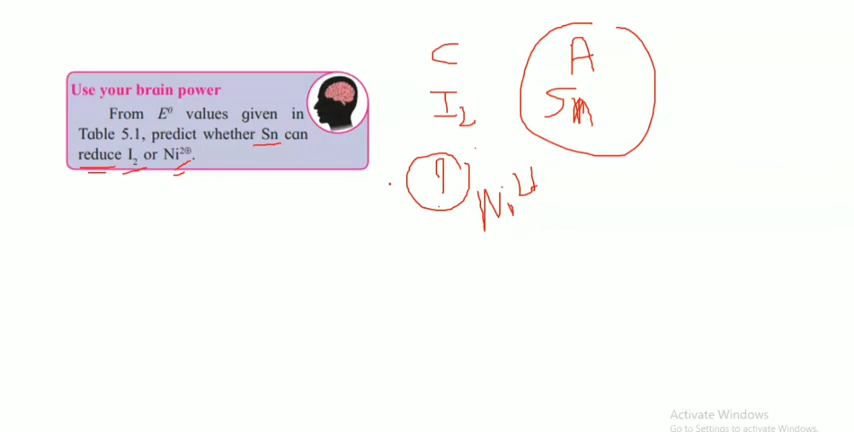 Use your brain power
From E⁰ values given in
Table 5.1, predict whether Sn can
reduce I₂ or Ni²⊕.
C A
I₂ Sn
Ni²⁺
Activate Windows
Go to Settings to activate Windows.